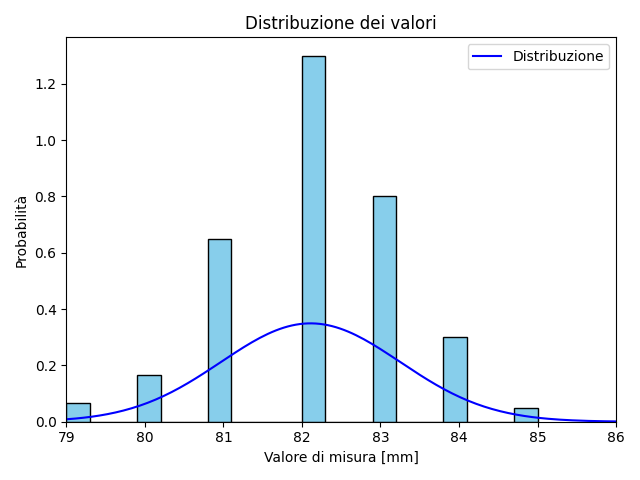 Distribuzione dei valori
Distribuzione
Probabilità
1.2
1.0
0.8
0.6
0.4
0.2
0.0
79 80 81 82 83 84 85 86
Valore di misura [mm]